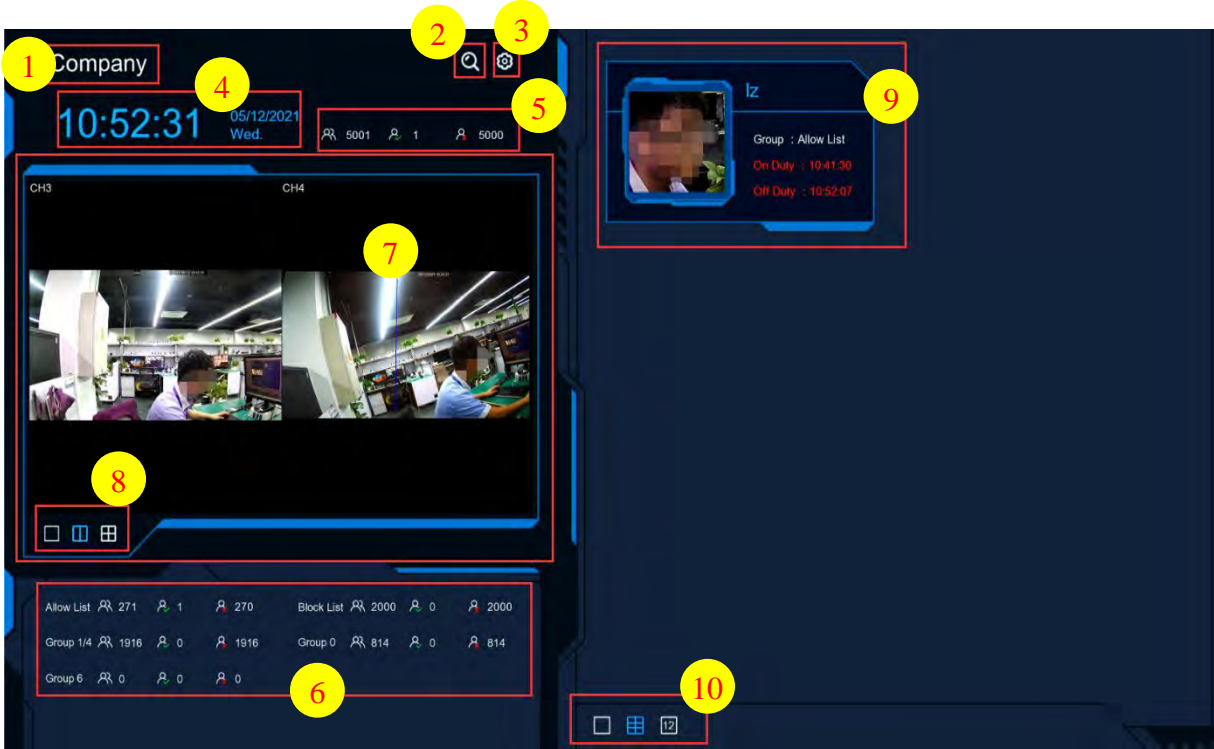 2
3
1
Company
4
9
10:52:31
05/12/2021
Wed.
5
5001
1
5000
lz
Group : Allow List
On Duty : 10:41:30
Off Duty : 10:52:07
CH3
CH4
7
8
Allow List 271 1 270 Block List 2000 0 2000
Group 1/4 1916 0 1916 Group 0 814 0 814
Group 6 0 0 0
6
10
12